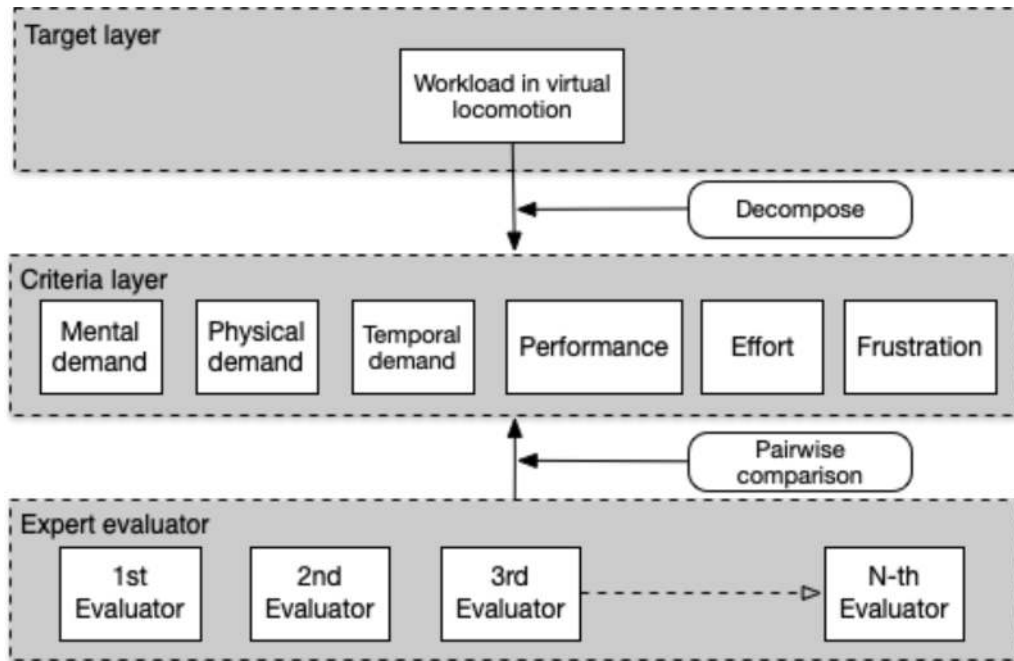 Target layer
Workload in virtual
locomotion
Decompose
Criteria layer
Mental
demand
Physical
demand
Temporal
demand
Performance
Effort
Frustration
Pairwise
comparison
Expert evaluator
1st
Evaluator
2nd
Evaluator
3rd
Evaluator
N-th
Evaluator